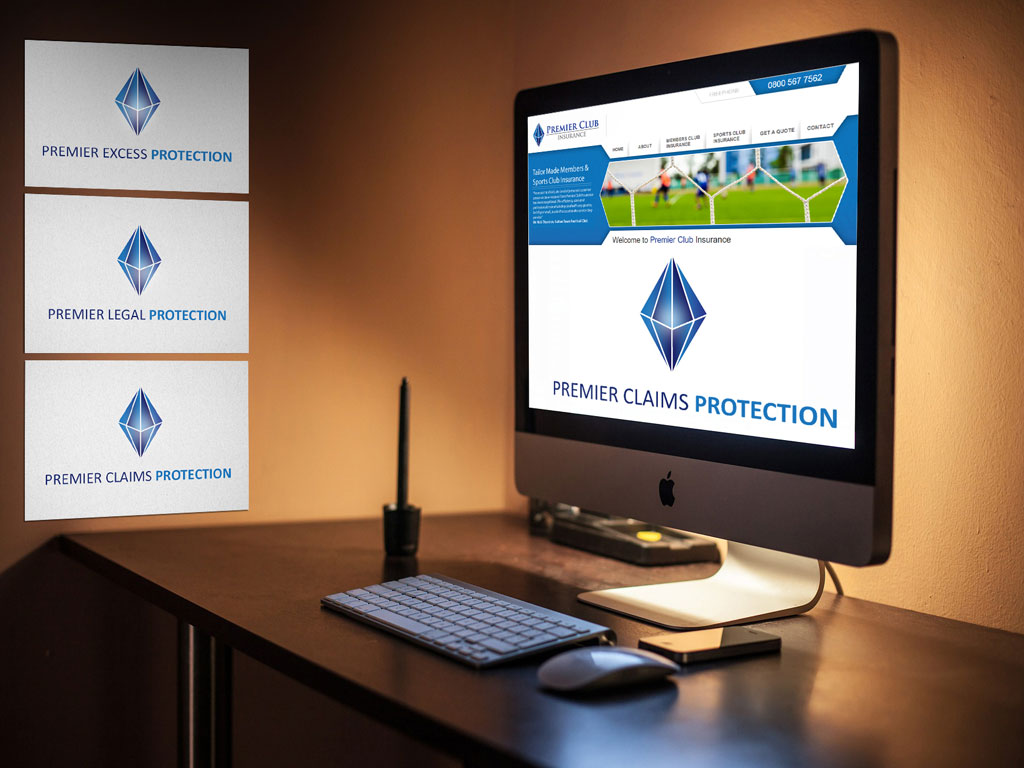 PREMIER EXCESS PROTECTION
PREMIER LEGAL PROTECTION
PREMIER CLAIMS PROTECTION
0800 567 7562
PREMIER CLUB
INSURANCE
HOME
ABOUT
MEMBERS CLUB
INSURANCE
SPORTS CLUB
INSURANCE
GET A QUOTE
CONTACT
Tailor Made Members &
Sports Club Insurance
Welcome to Premier Club Insurance
PREMIER CLAIMS PROTECTION